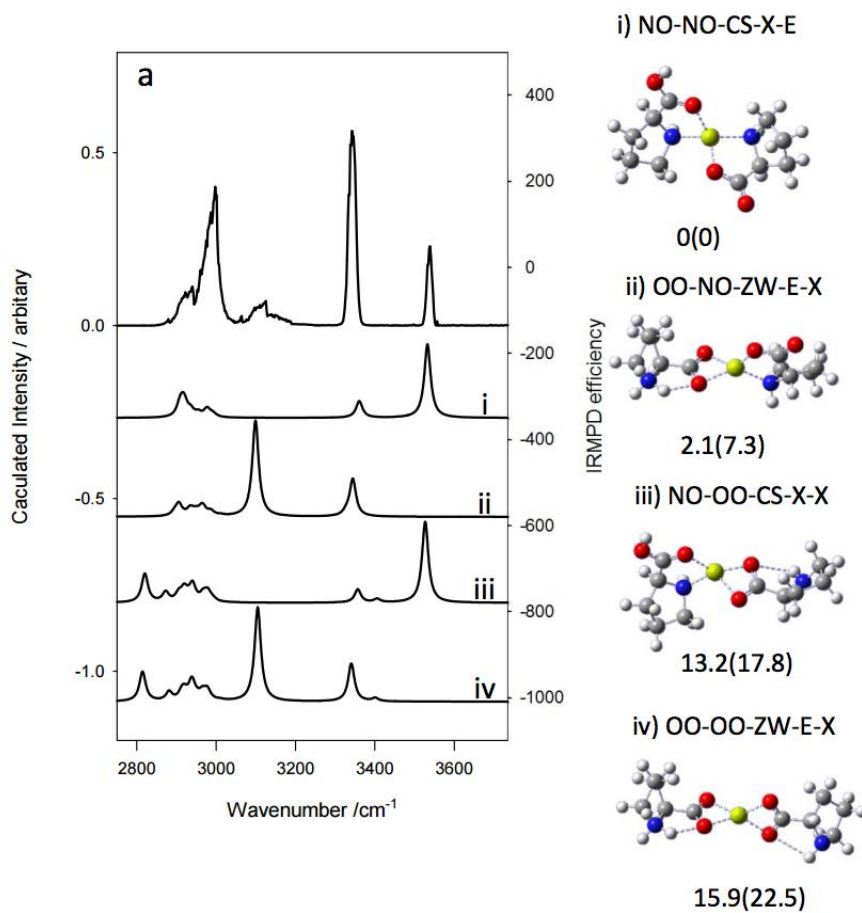 a
0.5
0.0
-0.5
-1.0
Caculated Intensity / arbitary
400
200
0
-200
-400
-600
-800
-1000
IRMPD efficiency
i
ii
iii
iv
2800 3000 3200 3400 3600
Wavenumber /cm-1
i) NO-NO-CS-X-E
0(0)
ii) OO-NO-ZW-E-X
2.1(7.3)
iii) NO-OO-CS-X-X
13.2(17.8)
iv) OO-OO-ZW-E-X
15.9(22.5)